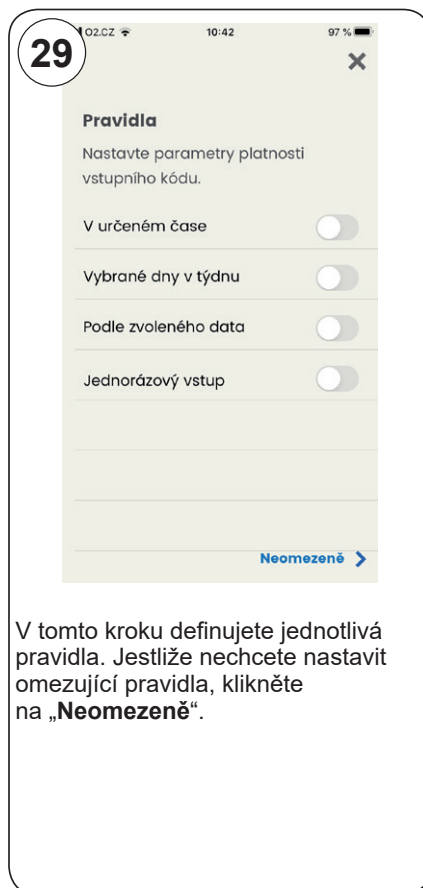 29
O2.CZ 10:42 97 %
Pravidla
Nastavte parametry platnosti
vstupního kódu.
V určeném čase
Vybrané dny v týdnu
Podle zvoleného data
Jednorázový vstup
Neomezeně
V tomto kroku definujete jednotlivá
pravidla. Jestliže nechcete nastavit
omezující pravidla, klikněte
na „Neomezeně“.